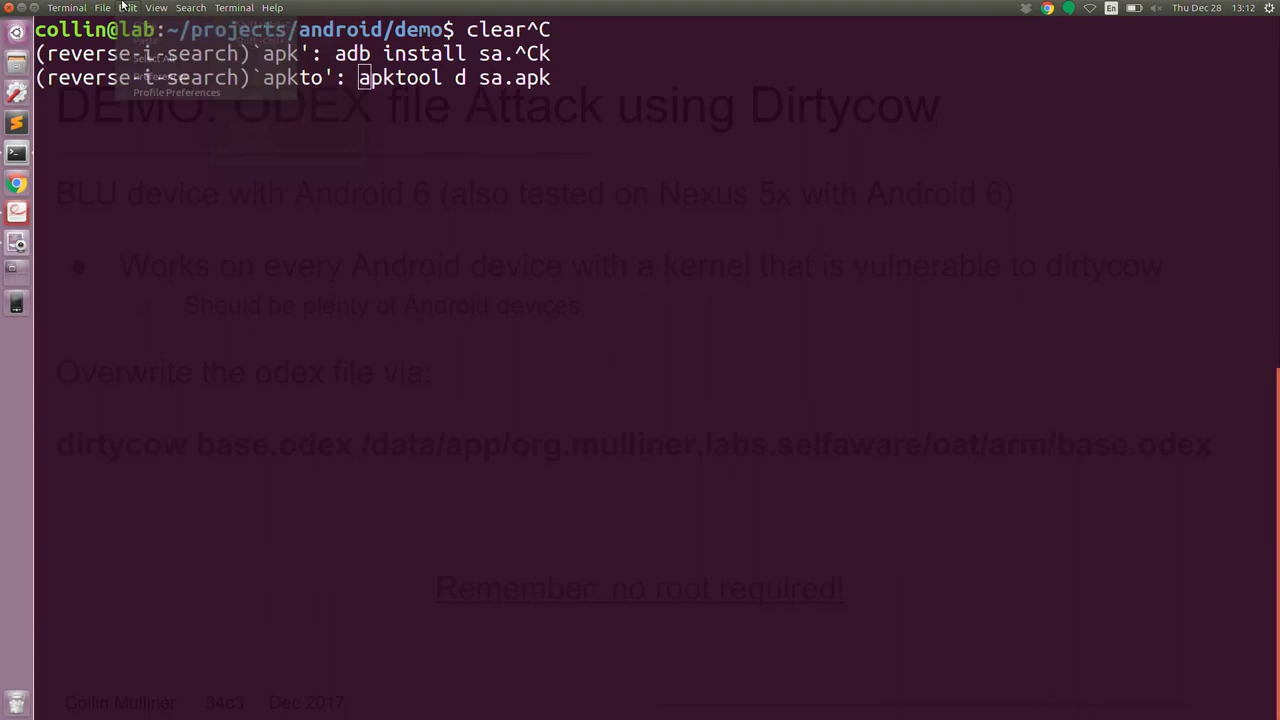 Terminal File Edit View Search Terminal Help En Thu Dec 28 13:12
collin@lab:~/projects/android/demo$ clear^C
(reverse-i-search)`apk': adb install sa.^Ck
(reverse-i-search)`apkto': apktool d sa.apk
Paste
Select All
Preferences
Profile Preferences
DEMO: ODEX file Attack using Dirtycow
BLU device with Android 6 (also tested on Nexus 5x with Android 6)
● Works on every Android device with a kernel that is vulnerable to dirtycow
○ Should be plenty of Android devices
Overwrite the odex file via:
dirtycow base.odex /data/app/org.mulliner.labs.selfaware/oat/arm/base.odex
Remember: no root required!
Collin Mulliner 34c3 Dec 2017